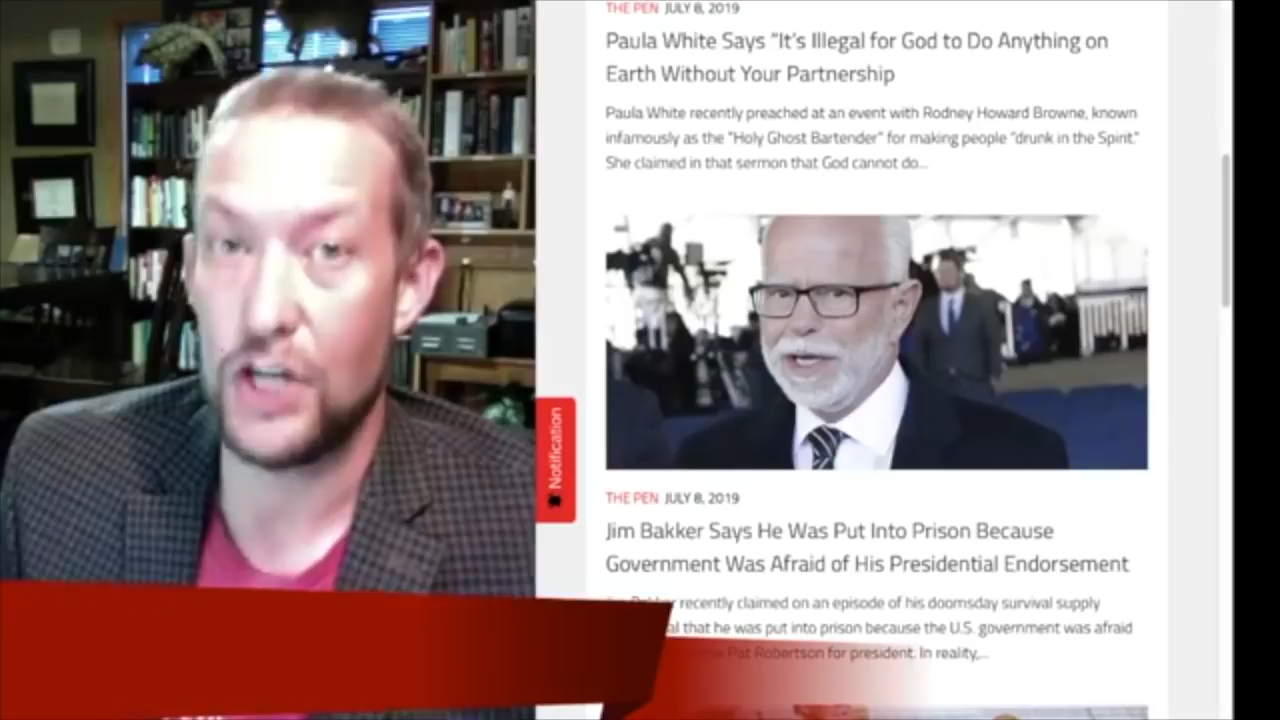 THE PEN JULY 8, 2019
Paula White Says “It's Illegal for God to Do Anything on
Earth Without Your Partnership
Paula White recently preached at an event with Rodney Howard Browne, known
infamously as the “Holy Ghost Bartender” for making people “drunk in the Spirit.”
She claimed in that sermon that God cannot do...
Notification
THE PEN JULY 8, 2019
Jim Bakker Says He Was Put Into Prison Because
Government Was Afraid of His Presidential Endorsement
recently claimed on an episode of his doomsday survival supply
that he was put into prison because the U.S. government was afraid
Pat Robertson for president. In reality,...